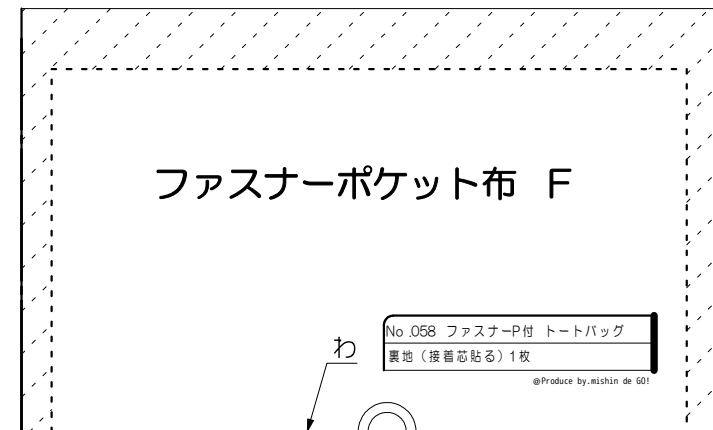 ファスナーポケット布 F
No.058 ファスナーP付 トートバッグ
裏地(接着芯貼る)1枚
わ
@Produce by.mishin de GO!